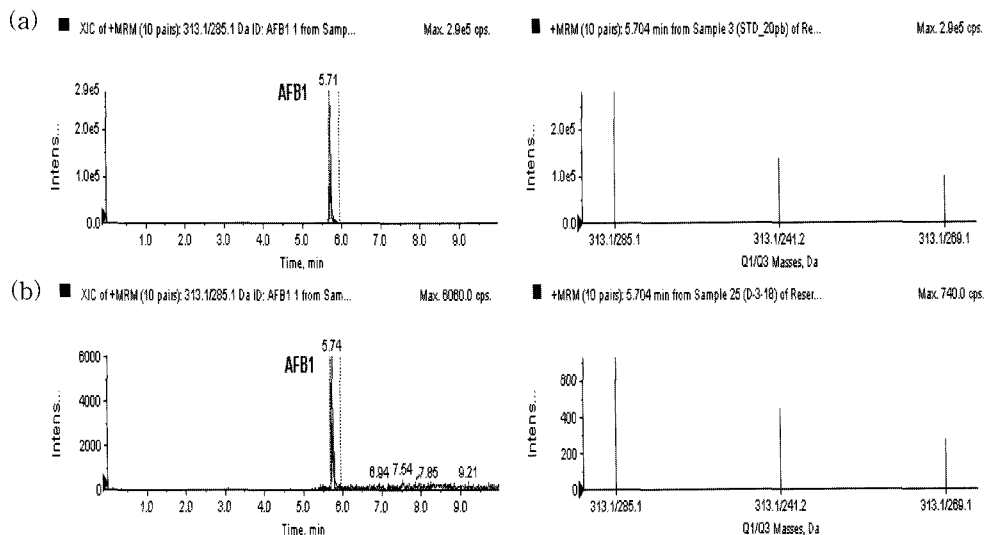 (a)
XIC of +MRM (10 pairs): 313.1/285.1 Da ID: AFB1 1 from Samp... Max. 2.9e5 cps.
5.71
AFB1
2.9e5
2.0e5
1.0e5
0.0
Intens...
1.0 2.0 3.0 4.0 5.0 6.0 7.0 8.0 9.0
Time, min
+MRM (10 pairs): 5.704 min from Sample 3 (STD_20pb) of Re... Max. 2.9e5 cps.
2.0e5
1.0e5
0.0
Intens...
313.1/285.1 313.1/241.2 313.1/269.1
Q1/Q3 Masses, Da
(b)
XIC of +MRM (10 pairs): 313.1/285.1 Da ID: AFB1 1 from Sam... Max. 6060.0 cps.
5.74
AFB1
6000
4000
2000
0
Intens...
6.94 7.54 7.85 9.21
1.0 2.0 3.0 4.0 5.0 6.0 7.0 8.0 9.0
Time, min
+MRM (10 pairs): 5.704 min from Sample 25 (D-3-18) of Reser... Max. 740.0 cps.
600
400
200
0
Intens...
313.1/285.1 313.1/241.2 313.1/269.1
Q1/Q3 Masses, Da